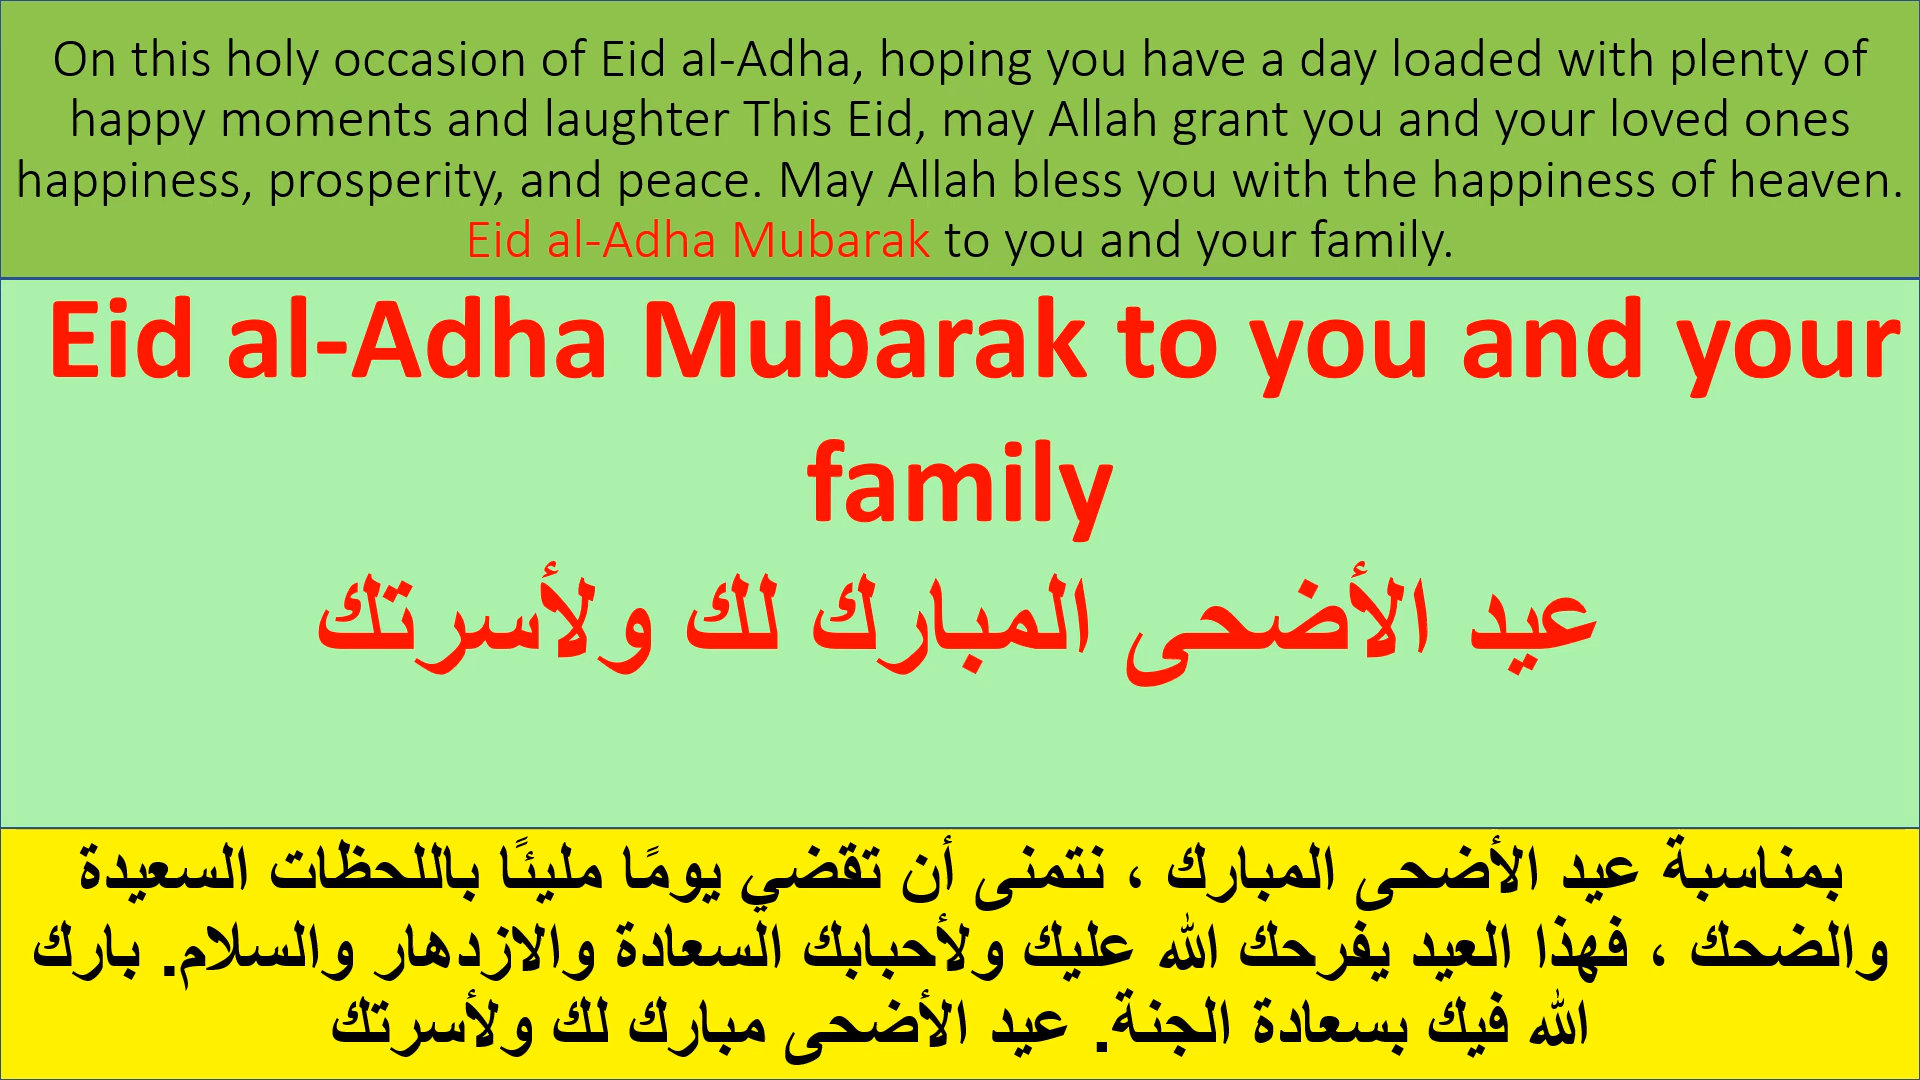 On this holy occasion of Eid al-Adha, hoping you have a day loaded with plenty of
happy moments and laughter This Eid, may Allah grant you and your loved ones
happiness, prosperity, and peace. May Allah bless you with the happiness of heaven.
Eid al-Adha Mubarak to you and your family.
Eid al-Adha Mubarak to you and your
family
عيد الأضحى المبارك لك ولأسرتك
بمناسبة عيد الأضحى المبارك ، نتمنى أن تقضي يومًا مليئًا باللحظات السعيدة
والضحك ، فهذا العيد يفرحك الله عليك ولأحبابك السعادة والازدهار والسلام. بارك
الله فيك بسعادة الجنة. عيد الأضحى مبارك لك ولأسرتك